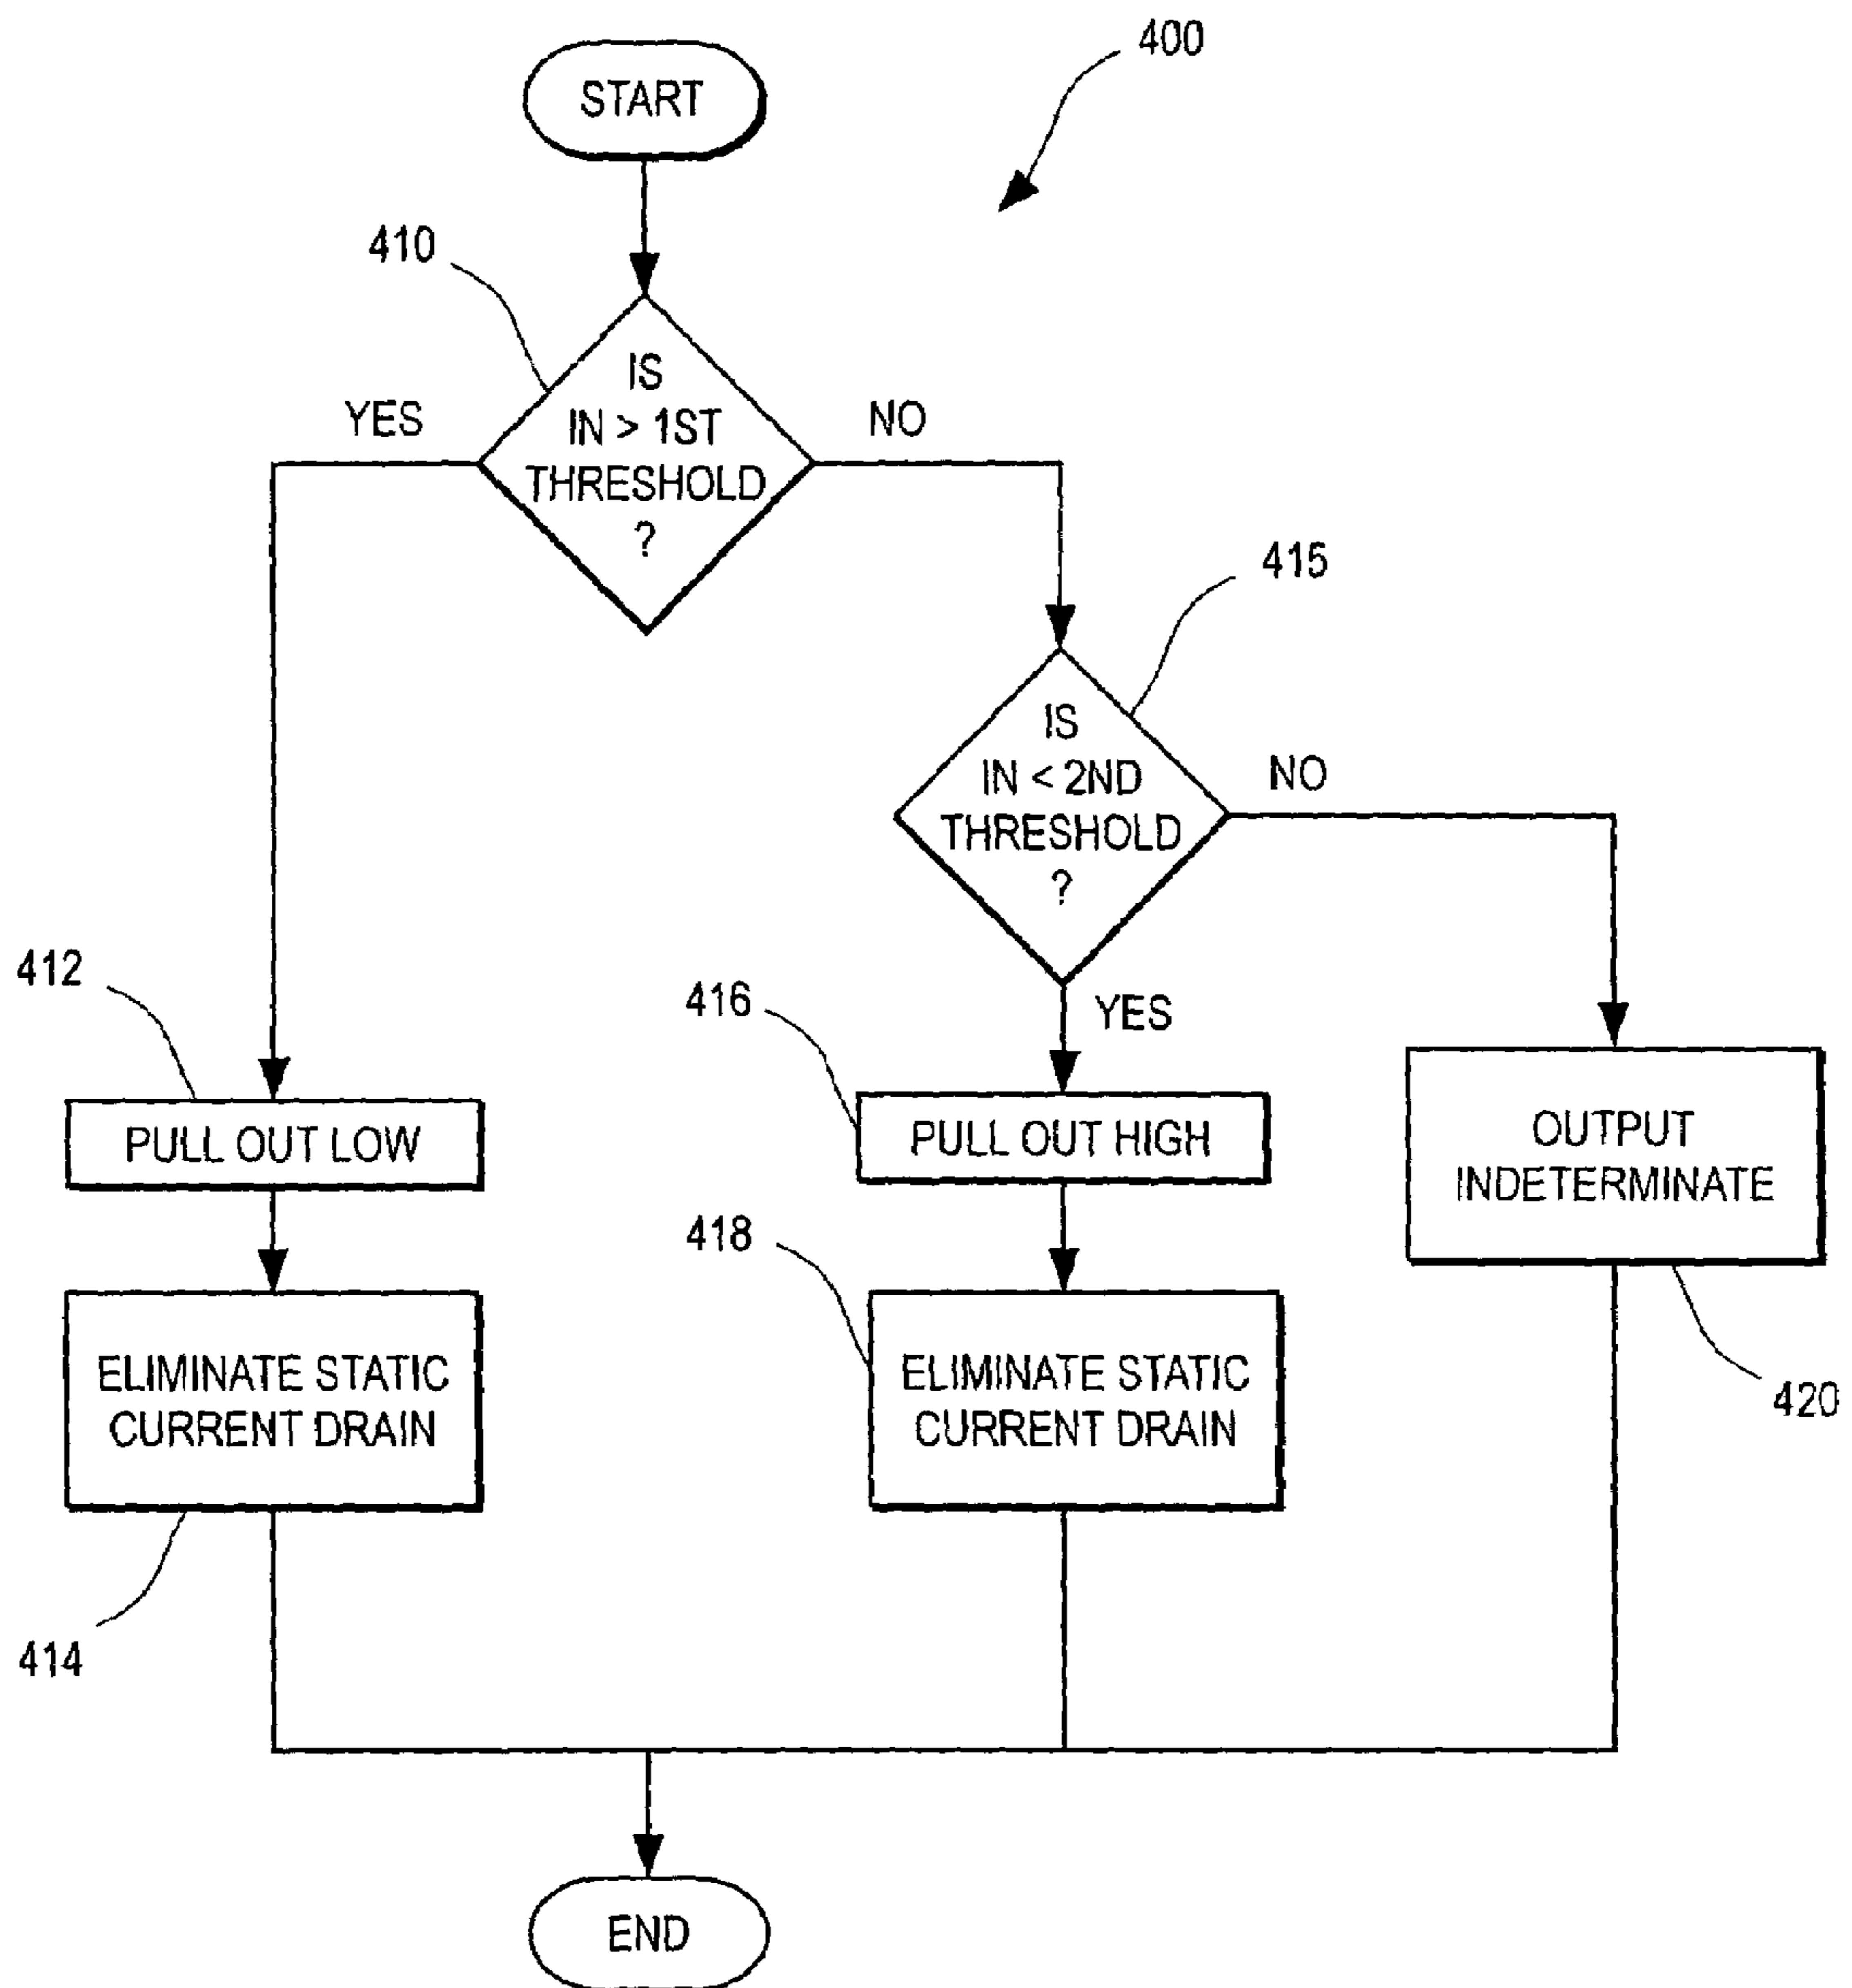 400
START
410
IS
IN > 1ST
THRESHOLD
?
YES
NO
415
IS
IN < 2ND
THRESHOLD
?
NO
YES
412
416
PULL OUT LOW
PULL OUT HIGH
OUTPUT
INDETERMINATE
418
ELIMINATE STATIC
CURRENT DRAIN
ELIMINATE STATIC
CURRENT DRAIN
420
414
END